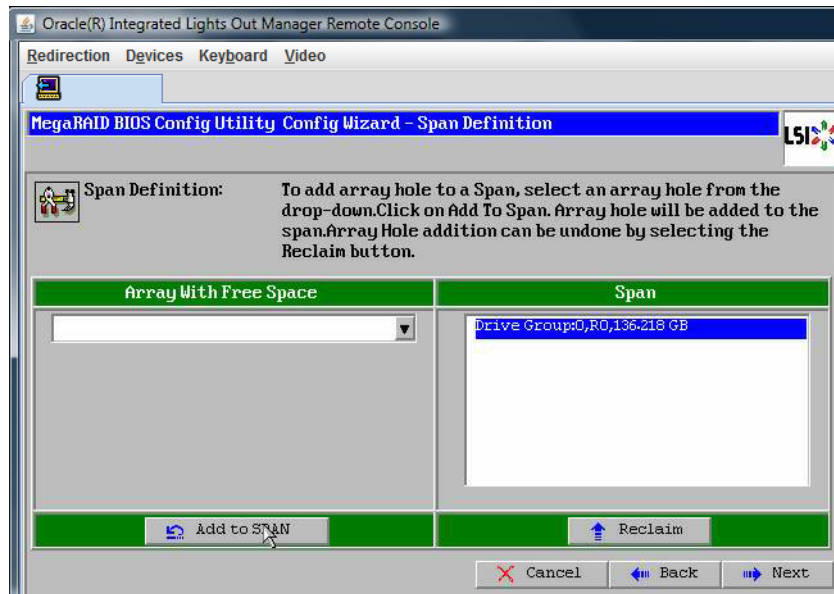 Oracle(R) Integrated Lights Out Manager Remote Console
Redirection Devices Keyboard Video
MegaRAID BIOS Config Utility Config Wizard - Span Definition
LSI
Span Definition:
To add array hole to a Span, select an array hole from the
drop-down.Click on Add To Span. Array hole will be added to the
span.Array Hole addition can be undone by selecting the
Reclaim button.
Array With Free Space
Span
Drive Group:0,R0,136.218 GB
Add to SPAN
Reclaim
Cancel
Back
Next